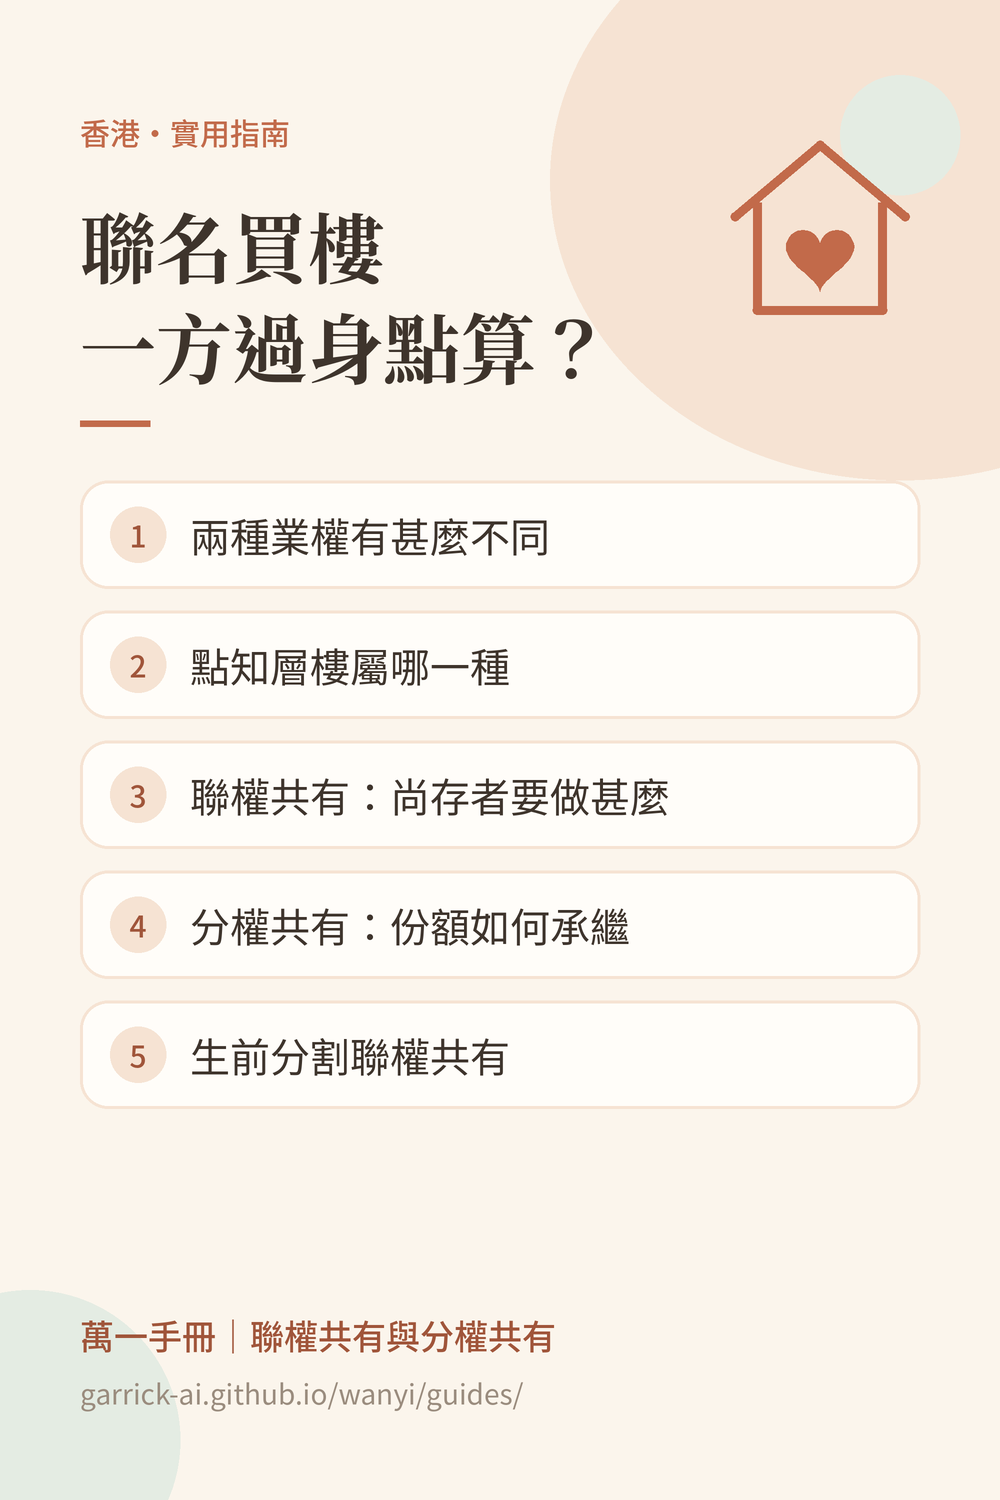 香港・實用指南
聯名買樓
一方過身點算？
1 兩種業權有甚麼不同
2 點知層樓屬哪一種
3 聯權共有：尚存者要做甚麼
4 分權共有：份額如何承繼
5 生前分割聯權共有
萬一手冊｜聯權共有與分權共有
garrick-ai.github.io/wanyi/guides/